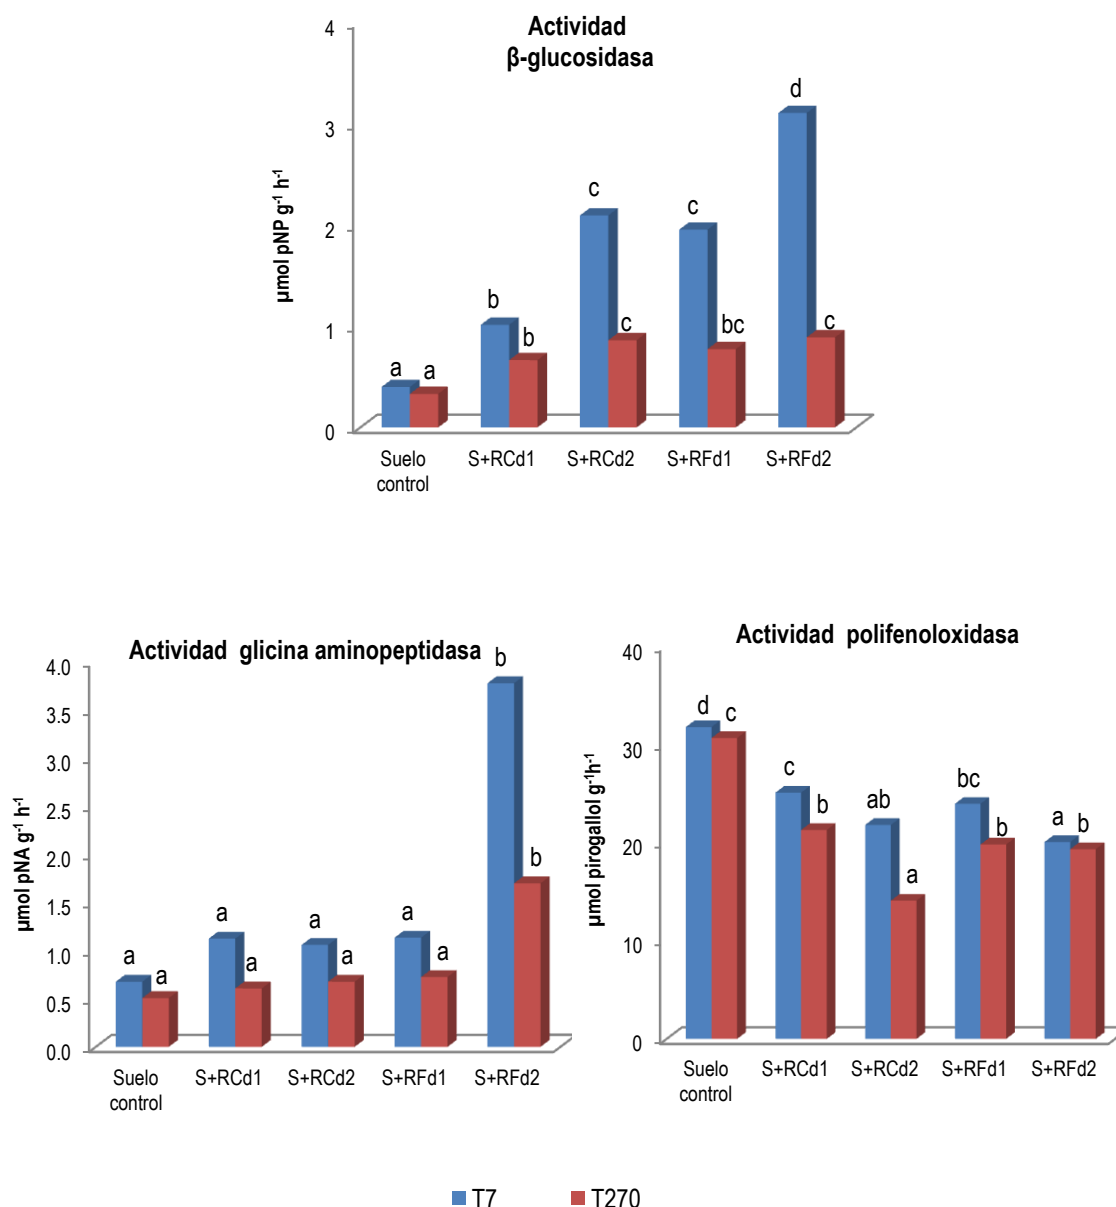 Actividad
β-glucosidasa
µmol pNP g⁻¹ h⁻¹
4
3
2
1
0
a a
b b
c c
c bc
d c
Suelo control
S+RCd1
S+RCd2
S+RFd1
S+RFd2
Actividad glicina aminopeptidasa
µmol pNA g⁻¹ h⁻¹
4.0
3.5
3.0
2.5
2.0
1.5
1.0
0.5
0.0
a a
a a
a a
a a
b b
Suelo control
S+RCd1
S+RCd2
S+RFd1
S+RFd2
Actividad polifenoloxidasa
µmol pirogallol g⁻¹h⁻¹
40
30
20
10
0
d c
c b
ab a
bc b
a b
Suelo control
S+RCd1
S+RCd2
S+RFd1
S+RFd2
T7 T270